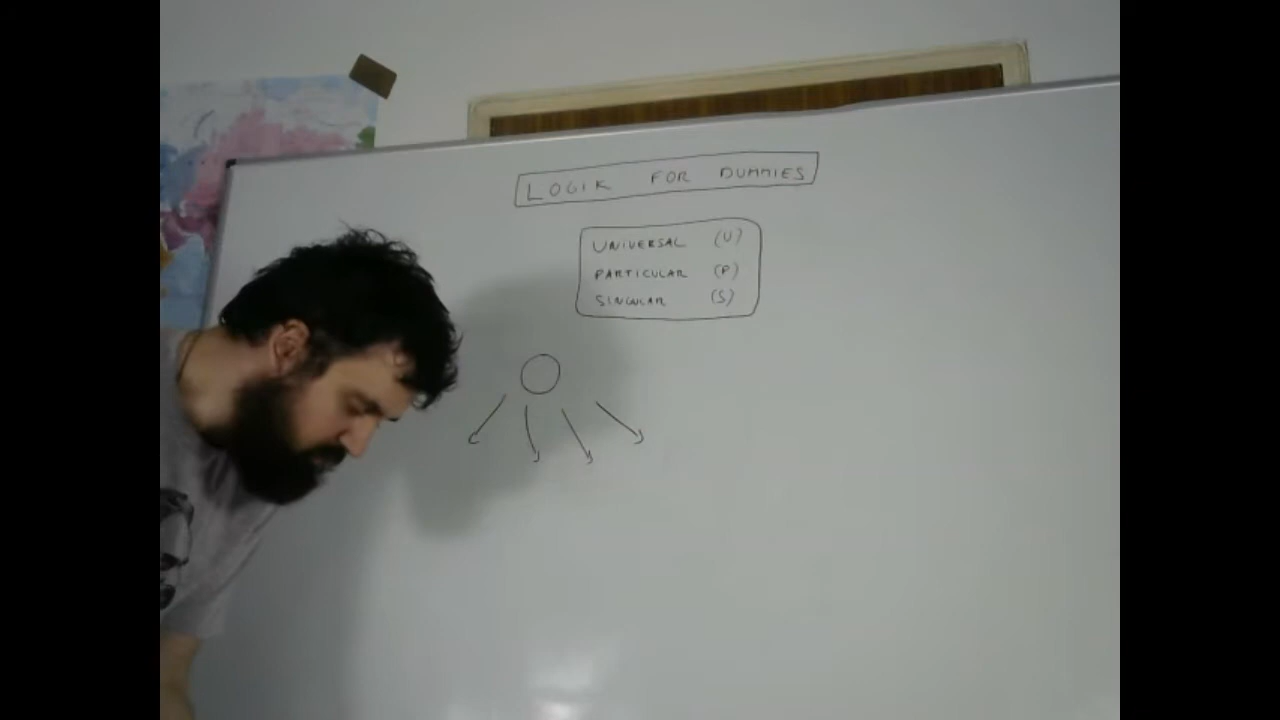 LOGIK FOR DUMMIES
UNIVERSAL (U)
PARTICULAR (P)
SINGULAR (S)